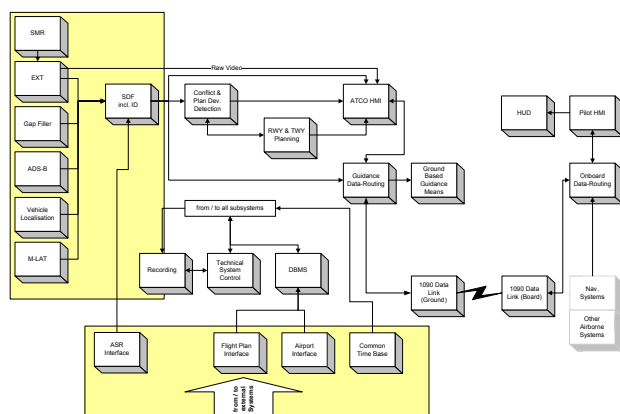 SMR
EXT
Gap Filler
ADS-B
Vehicle
Localisation
M-LAT
SDF
incl. ID
Raw Video
Conflict &
Plan Dev.
Detection
RWY & TWY
Planning
ATCO HMI
HUD
Pilot HMI
Guidance
Data-Routing
Ground
Based
Guidance
Means
Onboard
Data-Routing
from / to all subsystems
Recording
Technical
System
Control
DBMS
1090 Data
Link
(Ground)
1090 Data
Link (Board)
Nav.
Systems
Other
Airborne
Systems
ASR
Interface
Flight Plan
Interface
Airport
Interface
Common
Time Base
from / to
external
Systems